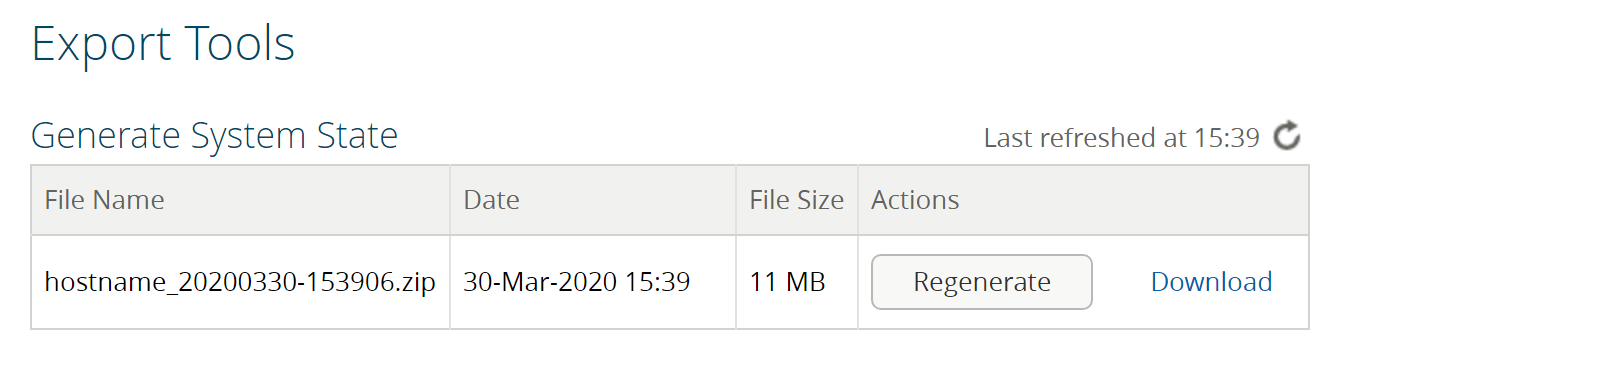 Export Tools
Generate System State
Last refreshed at 15:39
File Name Date File Size Actions
hostname_20200330-153906.zip 30-Mar-2020 15:39 11 MB Regenerate Download